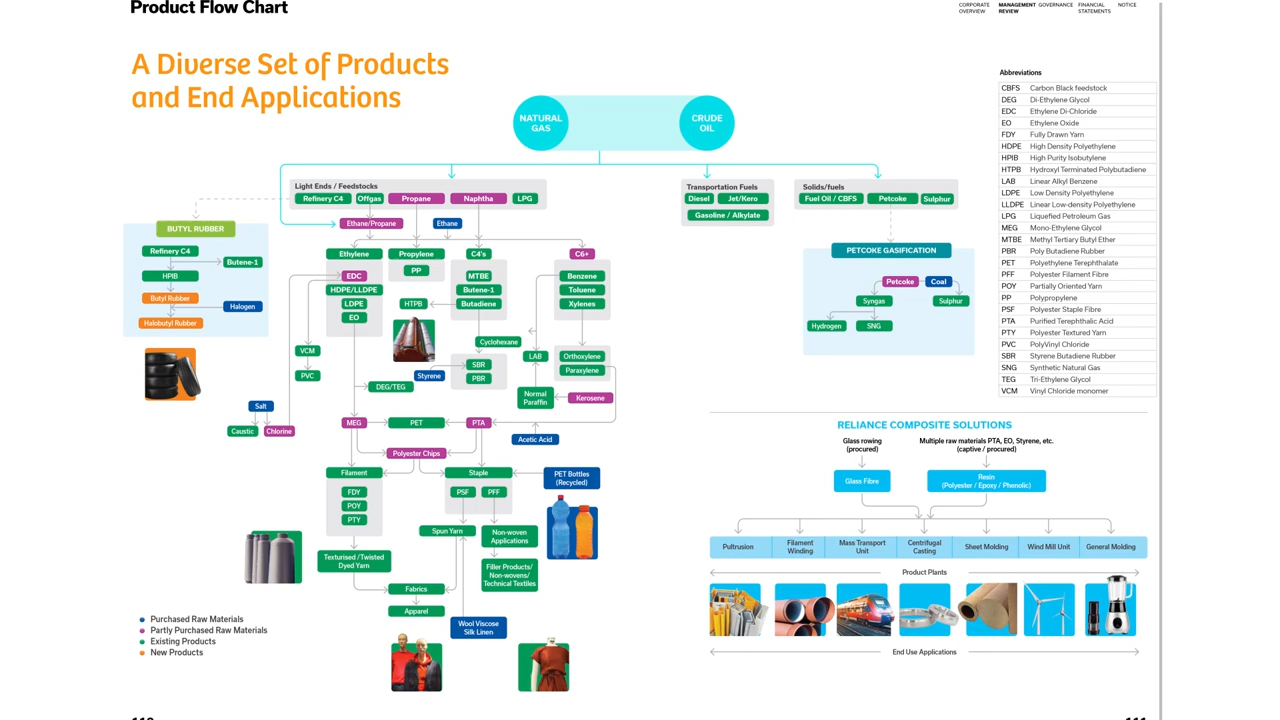 Product Flow Chart
CORPORATE
OVERVIEW
MANAGEMENT
REVIEW
GOVERNANCE
FINANCIAL
STATEMENTS
NOTICE
A Diverse Set of Products
and End Applications
NATURAL
GAS
CRUDE
OIL
Light Ends / Feedstocks
Refinery C4
Offgas
Propane
Naphtha
LPG
Transportation Fuels
Diesel
Jet/Kero
Gasoline / Alkylate
Solids/fuels
Fuel Oil / CBFS
Petcoke
Sulphur
BUTYL RUBBER
Refinery C4
Butene-1
HPIB
Butyl Rubber
Halogen
Halobutyl Rubber
Ethane/Propane
Ethane
Ethylene
Propylene
C4's
C6+
EDC
HDPE/LLDPE
LDPE
EO
PP
HTPB
MTBE
Butene-1
Butadiene
Benzene
Toluene
Xylenes
PETCOKE GASIFICATION
Petcoke
Coal
Syngas
Sulphur
Hydrogen
SNG
VCM
PVC
Cyclohexane
LAB
Orthoxylene
Paraxylene
SBR
PBR
Styrene
DEG/TEG
Normal
Paraffin
Kerosene
Salt
Caustic
Chlorine
MEG
PET
PTA
Acetic Acid
Polyester Chips
Filament
Staple
PET Bottles
(Recycled)
FDY
POY
PTY
PSF
PFF
Spun Yarn
Non-woven
Applications
Texturised /Twisted
Dyed Yarn
Filler Products/
Non-wovens/
Technical Textiles
Fabrics
Apparel
Wool Viscose
Silk Linen
Purchased Raw Materials
Partly Purchased Raw Materials
Existing Products
New Products
Abbreviations
CBFS Carbon Black feedstock
DEG Di-Ethylene Glycol
EDC Ethylene Di-Chloride
EO Ethylene Oxide
FDY Fully Drawn Yarn
HDPE High Density Polyethylene
HPIB High Purity Isobutylene
HTPB Hydroxyl Terminated Polybutadiene
LAB Linear Alkyl Benzene
LDPE Low Density Polyethylene
LLDPE Linear Low-density Polyethylene
LPG Liquefied Petroleum Gas
MEG Mono-Ethylene Glycol
MTBE Methyl Tertiary Butyl Ether
PBR Poly Butadiene Rubber
PET Polyethylene Terephthalate
PFF Polyester Filament Fibre
POY Partially Oriented Yarn
PP Polypropylene
PSF Polyester Staple Fibre
PTA Purified Terephthalic Acid
PTY Polyester Textured Yarn
PVC PolyVinyl Chloride
SBR Styrene Butadiene Rubber
SNG Synthetic Natural Gas
TEG Tri-Ethylene Glycol
VCM Vinyl Chloride monomer
RELIANCE COMPOSITE SOLUTIONS
Glass rowing
(procured)
Multiple raw materials PTA, EO, Styrene, etc.
(captive / procured)
Glass Fibre
Resin
(Polyester / Epoxy / Phenolic)
Pultrusion
Filament
Winding
Mass Transport
Unit
Centrifugal
Casting
Sheet Molding
Wind Mill Unit
General Molding
Product Plants
End Use Applications
111